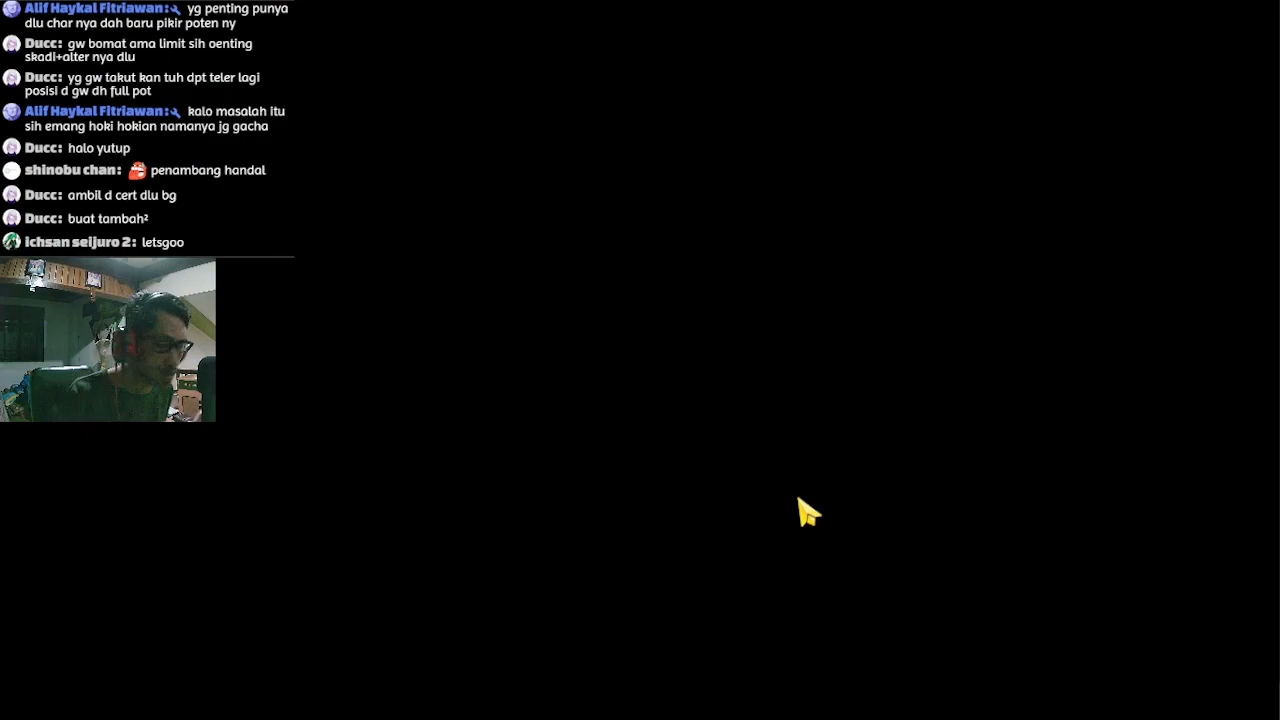 Alif Haykal Fitriawan: yg penting punya
dlu char nya dah baru pikir poten ny
Ducc: gw bomat ama limit sih oenting
skadi+alter nya dlu
Ducc: yg gw takut kan tuh dpt teler lagi
posisi d gw dh full pot
Alif Haykal Fitriawan: kalo masalah itu
sih emang hoki hokian namanya jg gacha
Ducc: halo yutup
shinobu chan: penambang handal
Ducc: ambil d cert dlu bg
Ducc: buat tambah²
ichsan seijuro 2: letsgoo